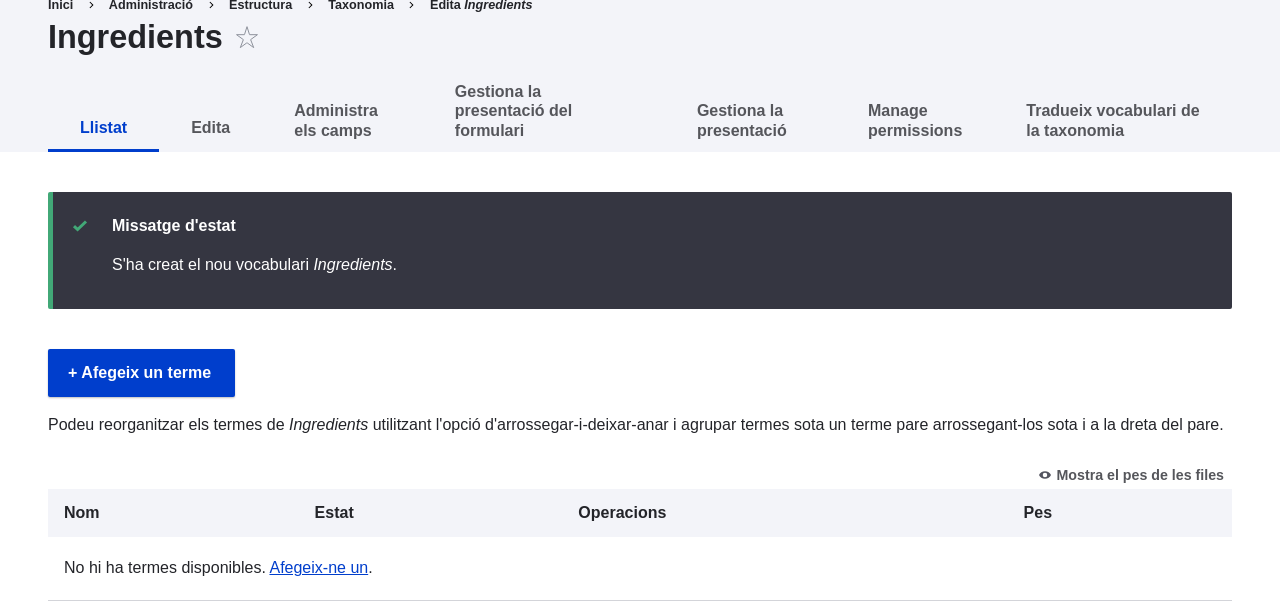 Inici > Administració > Estructura > Taxonomia > Edita Ingredients
Ingredients ☆
Llistat
Edita
Administra
els camps
Gestiona la
presentació del
formulari
Gestiona la
presentació
Manage
permissions
Tradueix vocabulari de
la taxonomia
Missatge d'estat
S'ha creat el nou vocabulari Ingredients.
+ Afegeix un terme
Podeu reorganitzar els termes de Ingredients utilitzant l'opció d'arrossegar-i-deixar-anar i agrupar termes sota un terme pare arrossegant-los sota i a la dreta del pare.
Mostra el pes de les files
Nom Estat Operacions Pes
No hi ha termes disponibles. Afegeix-ne un.